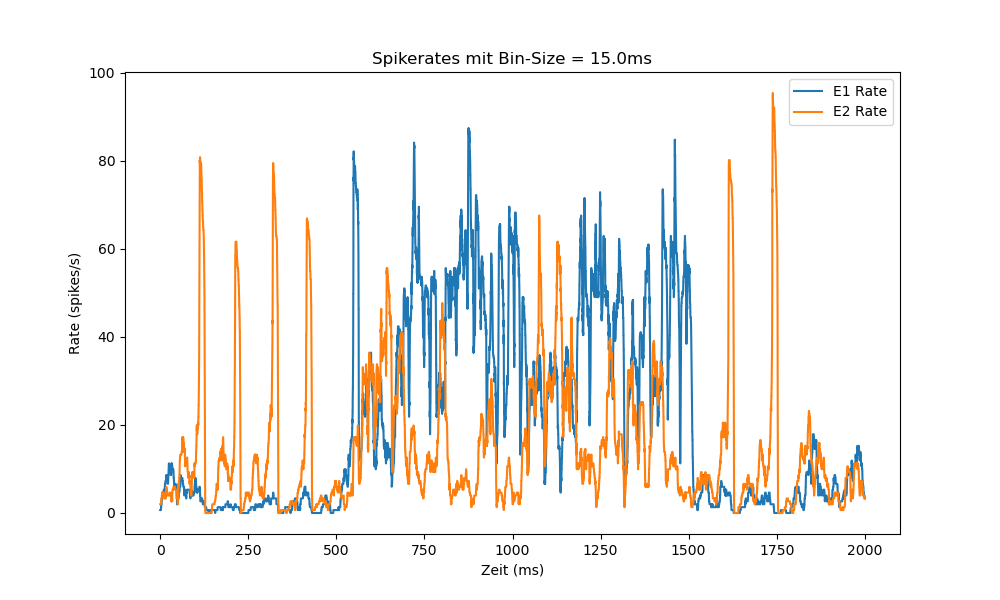 Spikerates mit Bin-Size = 15.0ms
E1 Rate
E2 Rate
100
80
60
40
20
0
Rate (spikes/s)
0 250 500 750 1000 1250 1500 1750 2000
Zeit (ms)